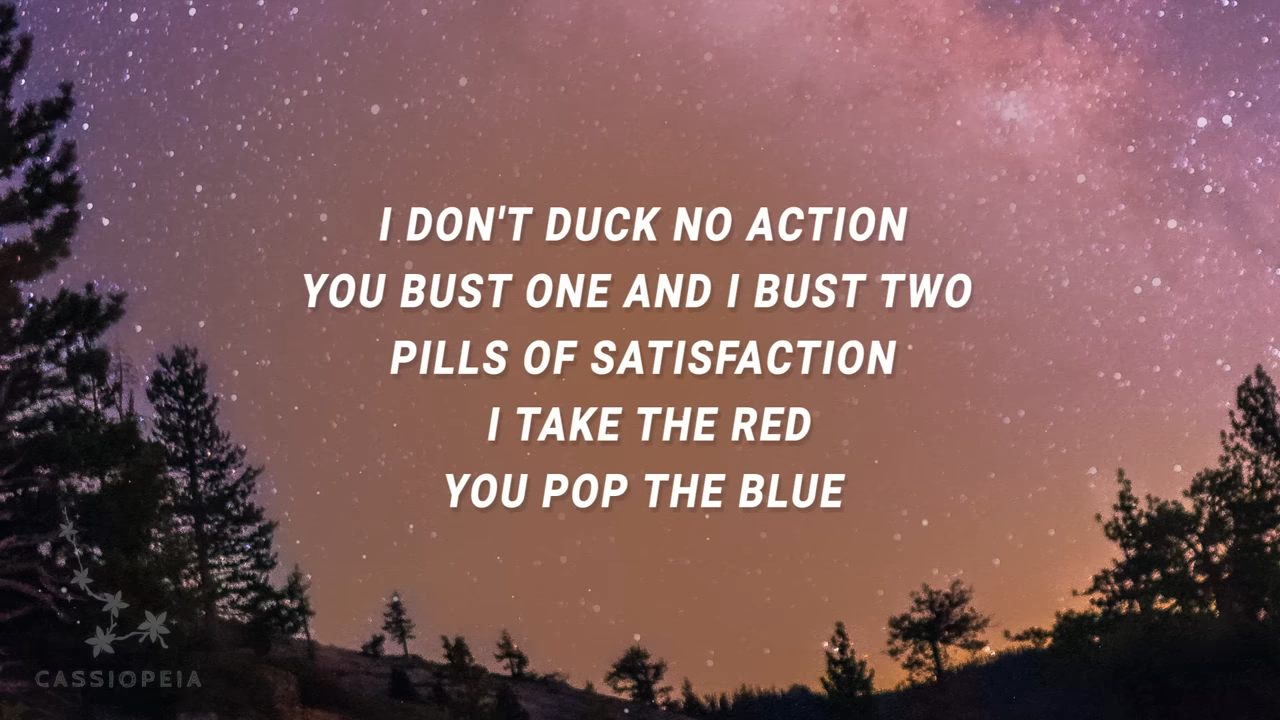 I DON'T DUCK NO ACTION
YOU BUST ONE AND I BUST TWO
PILLS OF SATISFACTION
I TAKE THE RED
YOU POP THE BLUE
CASSIOPEIA